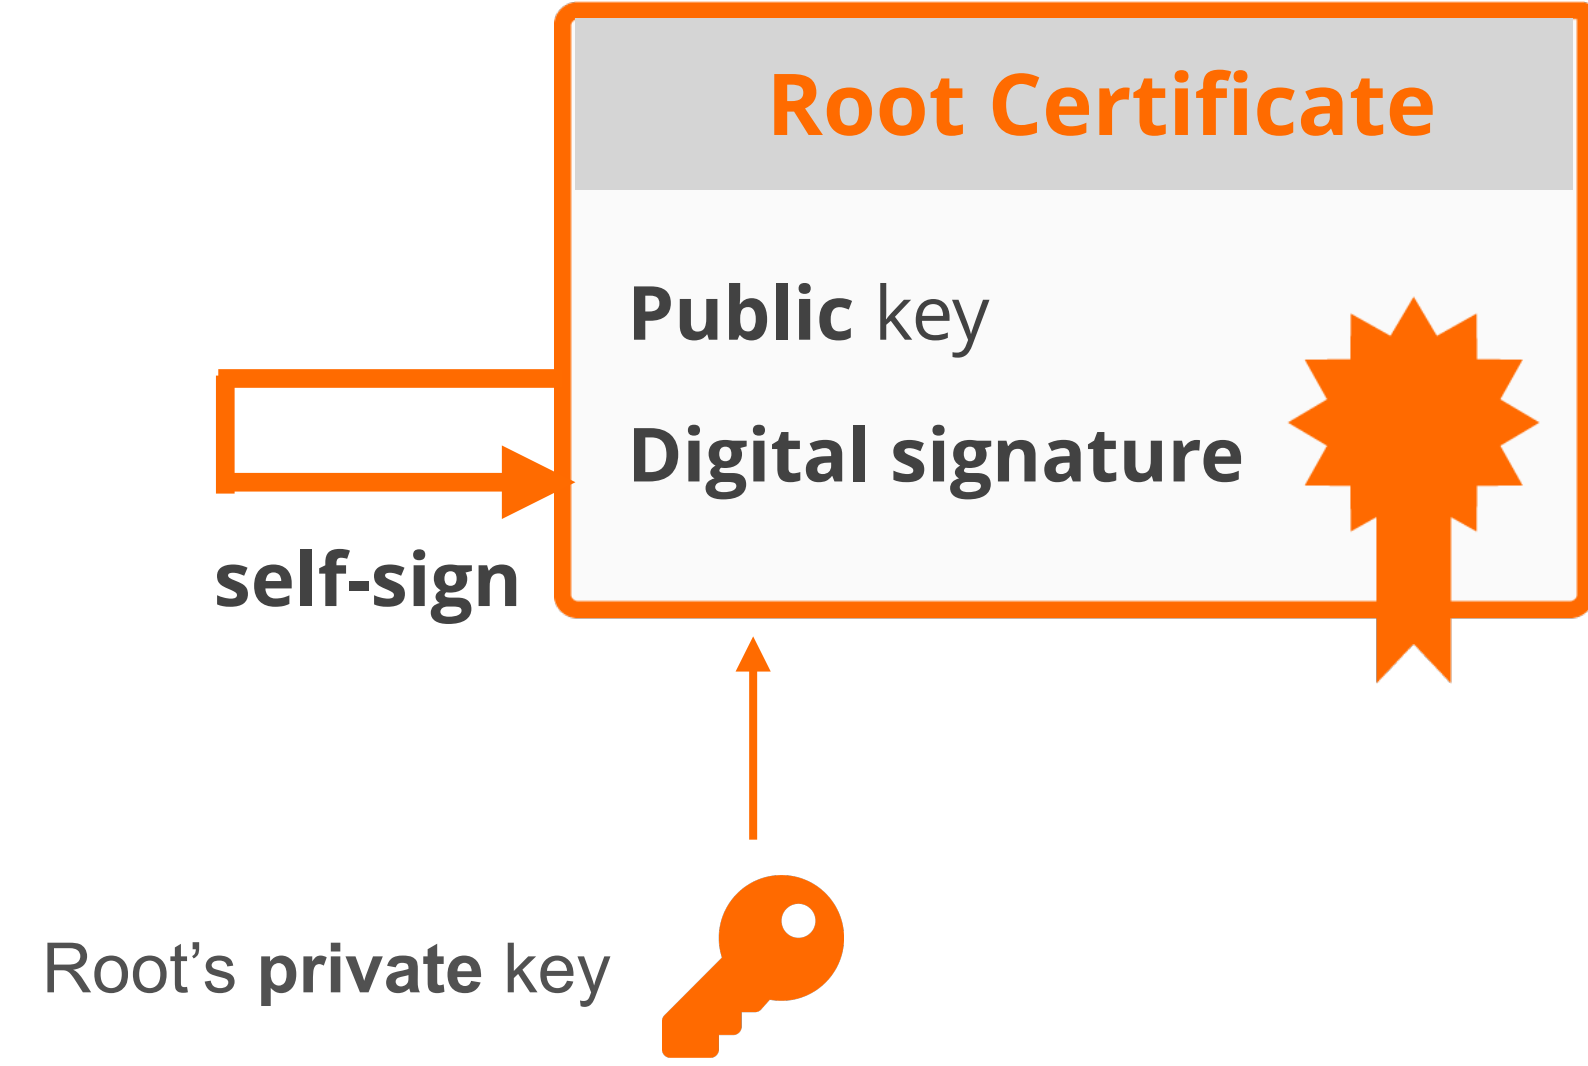 Root Certificate
Public key
Digital signature
self-sign
Root’s private key